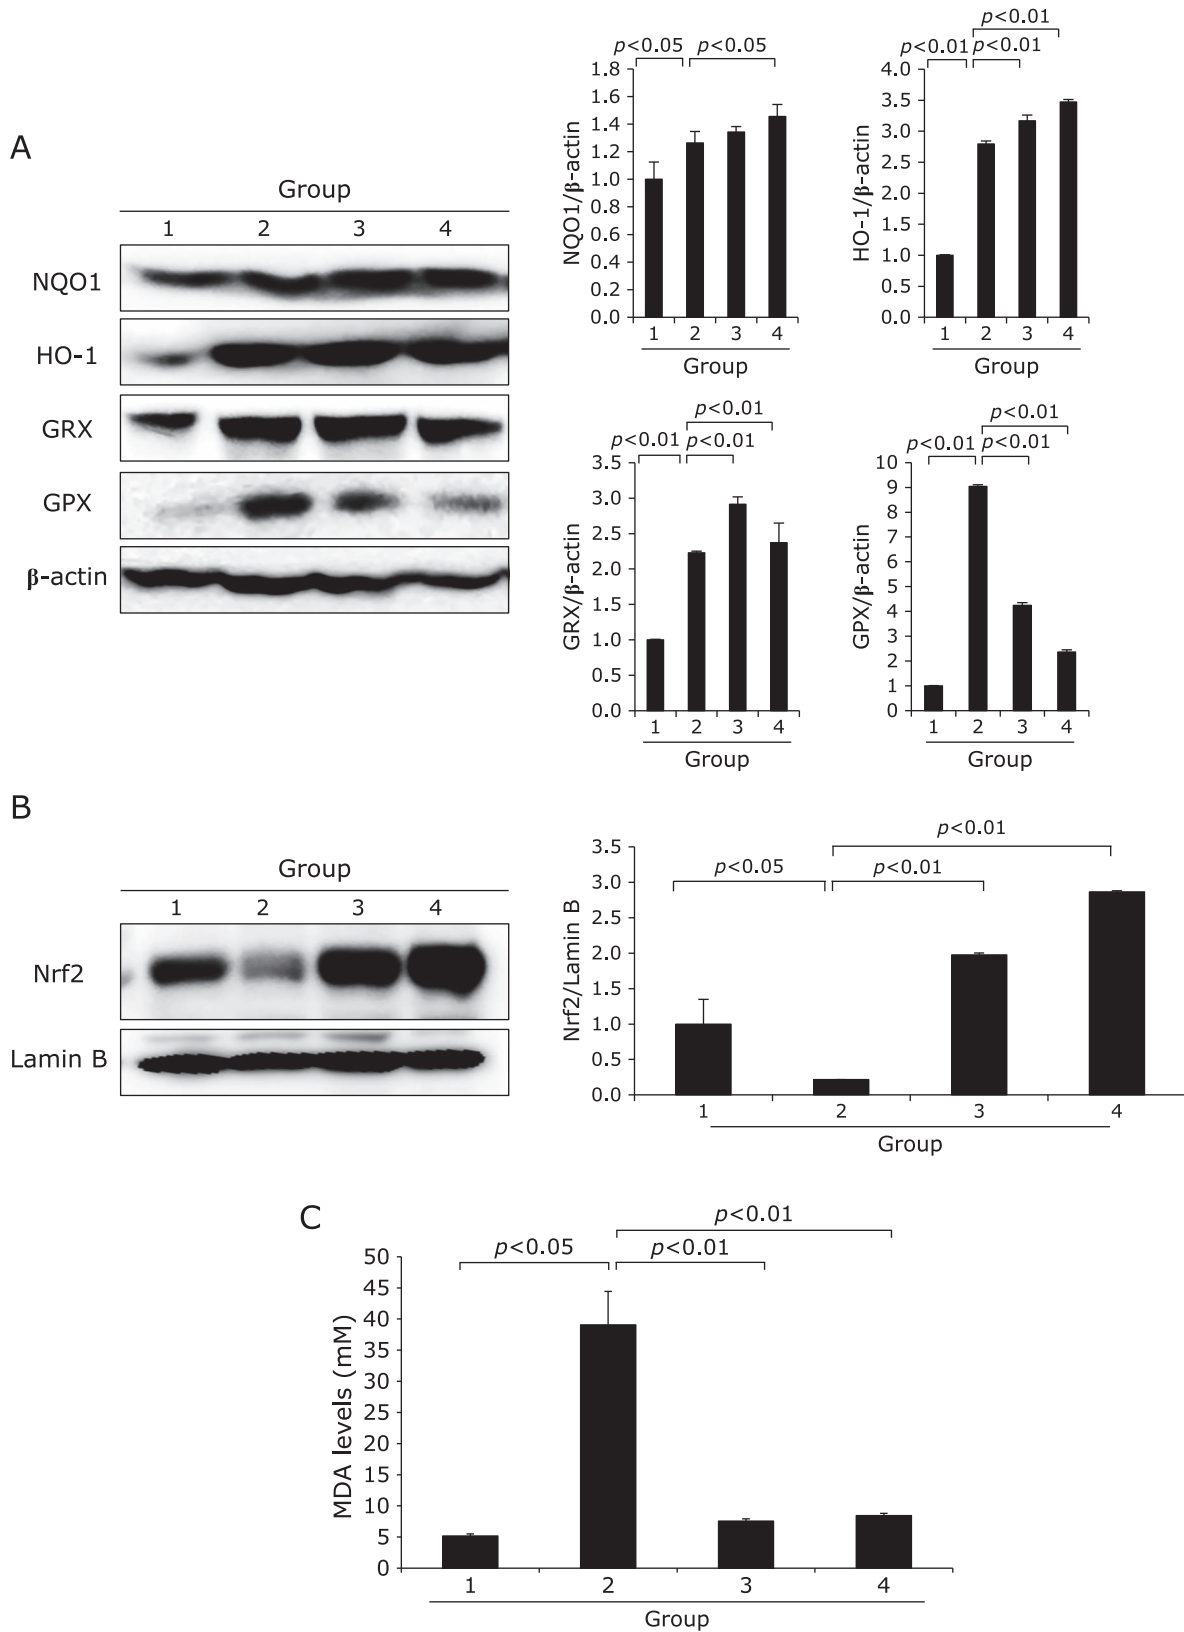 A
Group
1 2 3 4
NQO1
HO-1
GRX
GPX
β-actin
p<0.05
p<0.05
NQO1/β-actin
1.8
1.6
1.4
1.2
1.0
0.8
0.6
0.4
0.2
0.0
1 2 3 4
Group
p<0.01
p<0.01
p<0.01
HO-1/β-actin
4.0
3.5
3.0
2.5
2.0
1.5
1.0
0.5
0.0
1 2 3 4
Group
p<0.01
p<0.01
p<0.01
GRX/β-actin
3.5
3.0
2.5
2.0
1.5
1.0
0.5
0.0
1 2 3 4
Group
p<0.01
p<0.01
p<0.01
GPX/β-actin
10
9
8
7
6
5
4
3
2
1
0
1 2 3 4
Group
B
Group
1 2 3 4
Nrf2
Lamin B
p<0.01
p<0.05
p<0.01
Nrf2/Lamin B
3.5
3.0
2.5
2.0
1.5
1.0
0.5
0.0
1 2 3 4
Group
C
p<0.01
p<0.05
p<0.01
MDA levels (mM)
50
45
40
35
30
25
20
15
10
5
0
1 2 3 4
Group